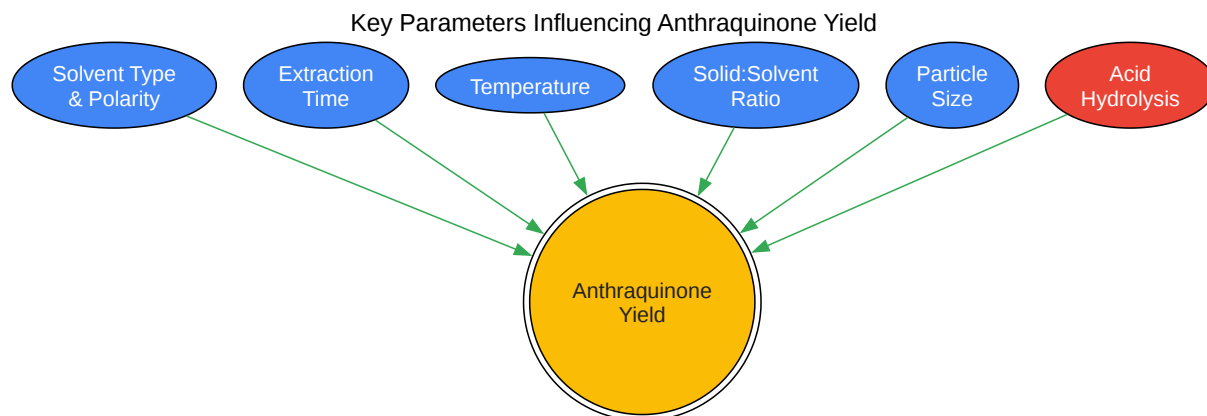 Key Parameters Influencing Anthraquinone Yield
Solvent Type
& Polarity
Extraction
Time
Temperature
Solid:Solvent
Ratio
Particle
Size
Acid
Hydrolysis
Anthraquinone
Yield